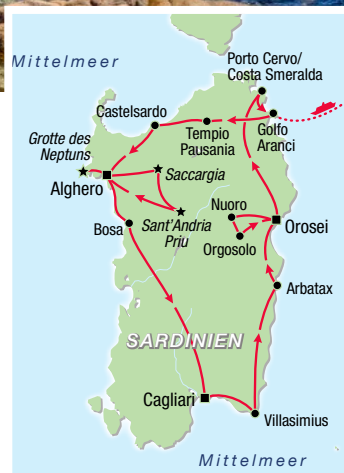 Mittelmeer
Porto Cervo/
Costa Smeralda
Castelsardo
Grotte des
Neptuns
Tempio
Pausania
Golfo
Aranci
Saccargia
Alghero
Nuoro
Bosa
Sant'Andria
Priu
Orosei
Orgosolo
Arbatax
SARDINIEN
Cagliari
Villasimius
Mittelmeer